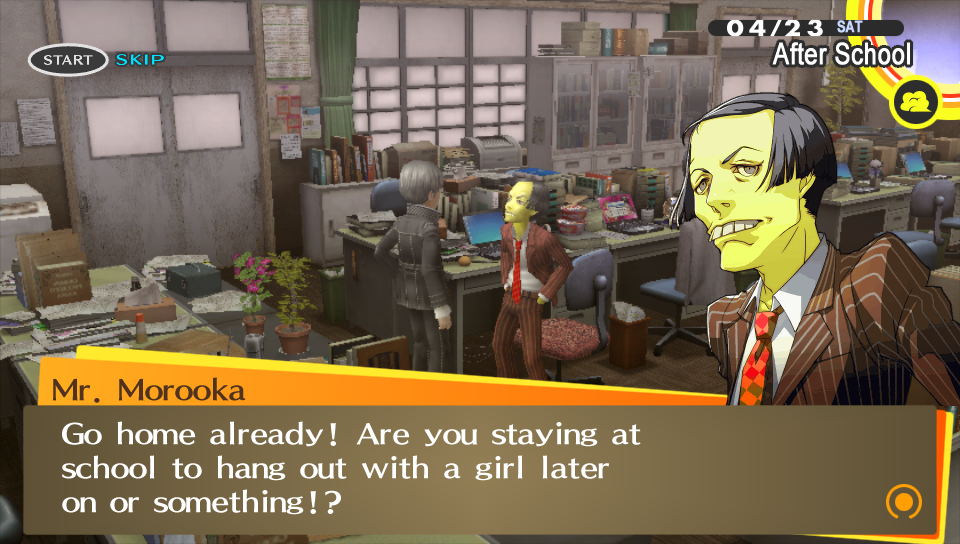 04/23 SAT
START SKIP
After School
Mr. Morooka
Go home already! Are you staying at
school to hang out with a girl later
on or something!?